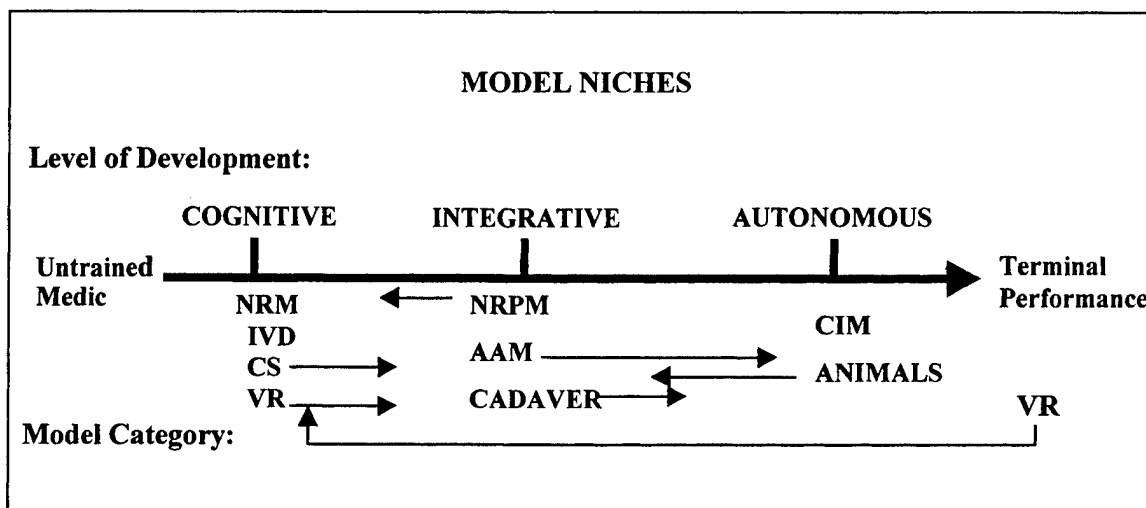 MODEL NICHES
Level of Development:
COGNITIVE INTEGRATIVE AUTONOMOUS
Untrained
Medic
Terminal
Performance
NRM NRPM
CIM
IVD
AAM
CS
ANIMALS
VR CADAVER
VR
Model Category: